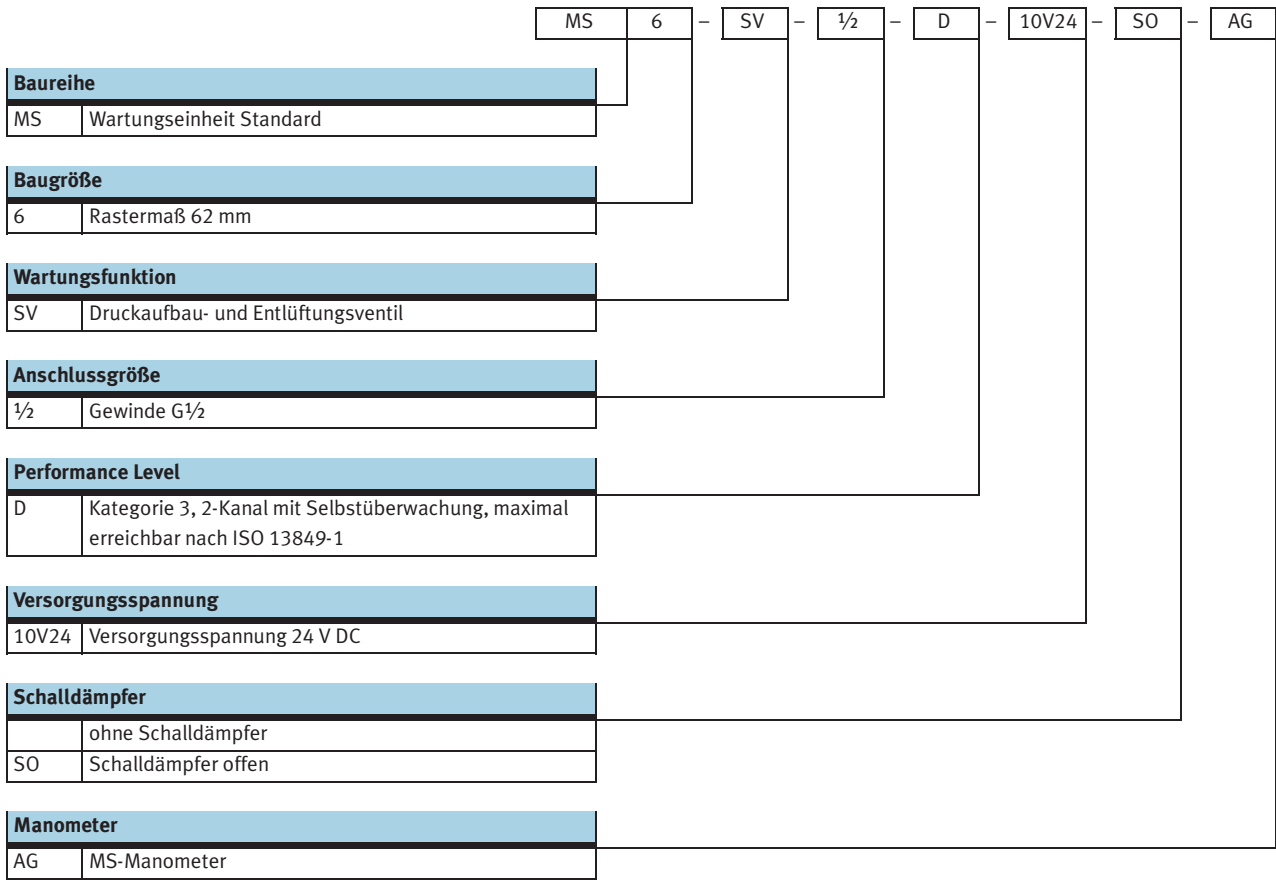 MS 6 – SV – ½ – D – 10V24 – SO – AG
Baureihe
MS Wartungseinheit Standard
Baugröße
6 Rastermaß 62 mm
Wartungsfunktion
SV Druckaufbau- und Entlüftungsventil
Anschlussgröße
½ Gewinde G½
Performance Level
D Kategorie 3, 2-Kanal mit Selbstüberwachung, maximal
erreichbar nach ISO 13849-1
Versorgungsspannung
10V24 Versorgungsspannung 24 V DC
Schalldämpfer
ohne Schalldämpfer
SO Schalldämpfer offen
Manometer
AG MS-Manometer